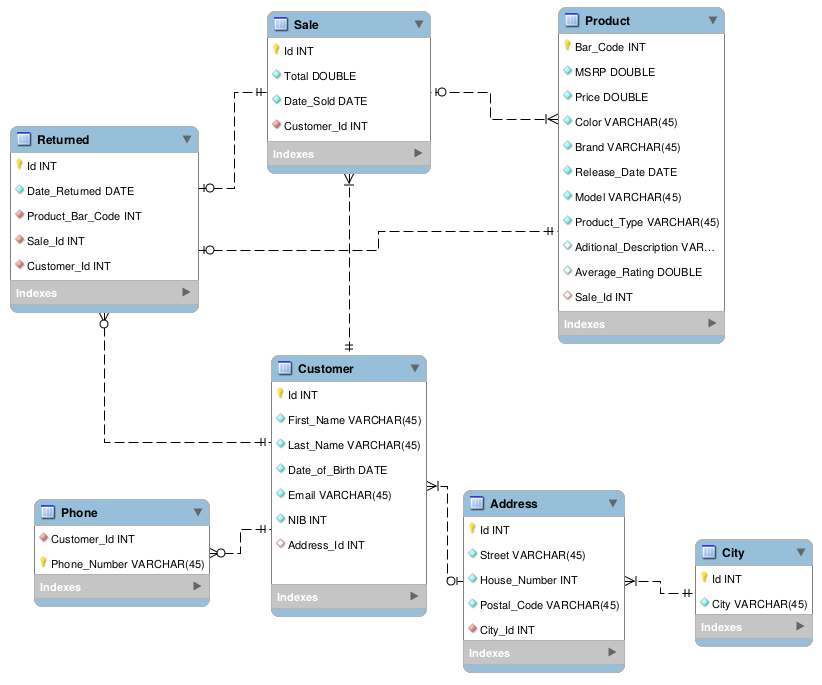 Sale
Id INT
Total DOUBLE
Date_Sold DATE
Customer_Id INT
Indexes
Product
Bar_Code INT
MSRP DOUBLE
Price DOUBLE
Color VARCHAR(45)
Brand VARCHAR(45)
Release_Date DATE
Model VARCHAR(45)
Product_Type VARCHAR(45)
Aditional_Description VAR...
Average_Rating DOUBLE
Sale_Id INT
Indexes
Returned
Id INT
Date_Returned DATE
Product_Bar_Code INT
Sale_Id INT
Customer_Id INT
Indexes
Customer
Id INT
First_Name VARCHAR(45)
Last_Name VARCHAR(45)
Date_of_Birth DATE
Email VARCHAR(45)
NIB INT
Address_Id INT
Indexes
Phone
Customer_Id INT
Phone_Number VARCHAR(45)
Indexes
Address
Id INT
Street VARCHAR(45)
House_Number INT
Postal_Code VARCHAR(45)
City_Id INT
Indexes
City
Id INT
City VARCHAR(45)
Indexes